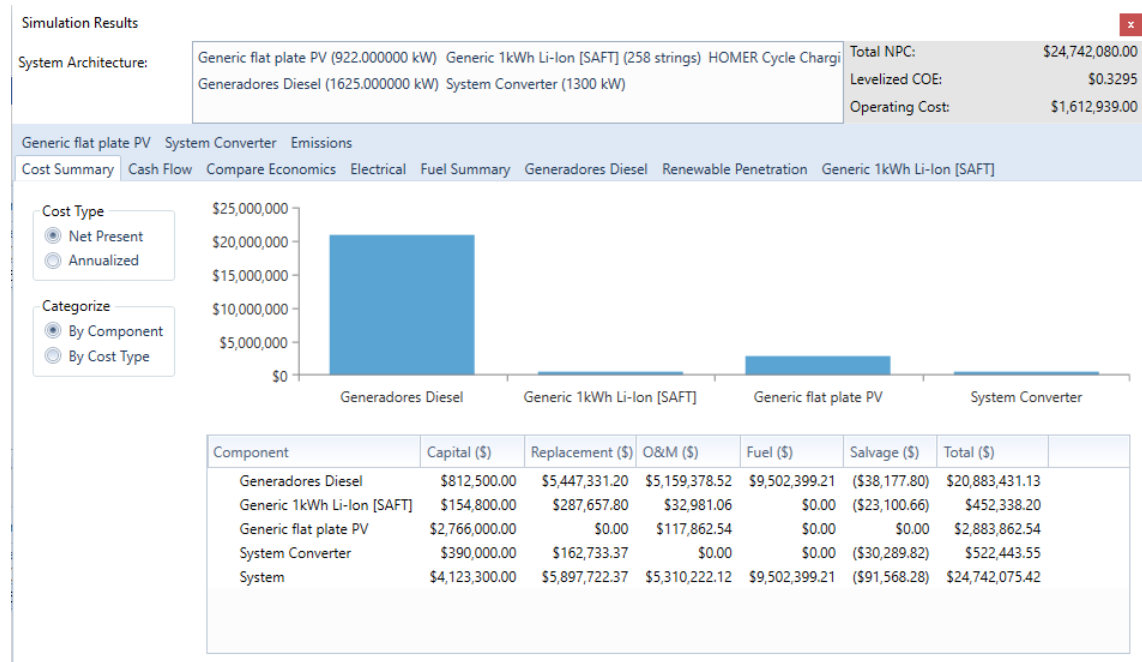 Simulation Results
x
System Architecture:
Generic flat plate PV (922.000000 kW) Generic 1kWh Li-Ion [SAFT] (258 strings) HOMER Cycle Chargi
Generadores Diesel (1625.000000 kW) System Converter (1300 kW)
Total NPC: $24,742,080.00
Levelized COE: $0.3295
Operating Cost: $1,612,939.00
Generic flat plate PV System Converter Emissions
Cost Summary Cash Flow Compare Economics Electrical Fuel Summary Generadores Diesel Renewable Penetration Generic 1kWh Li-Ion [SAFT]
Cost Type
Net Present
Annualized
Categorize
By Component
By Cost Type
$25,000,000
$20,000,000
$15,000,000
$10,000,000
$5,000,000
$0
Generadores Diesel Generic 1kWh Li-Ion [SAFT] Generic flat plate PV System Converter
Component Capital ($) Replacement ($) O&M ($) Fuel ($) Salvage ($) Total ($)
Generadores Diesel $812,500.00 $5,447,331.20 $5,159,378.52 $9,502,399.21 ($38,177.80) $20,883,431.13
Generic 1kWh Li-Ion [SAFT] $154,800.00 $287,657.80 $32,981.06 $0.00 ($23,100.66) $452,338.20
Generic flat plate PV $2,766,000.00 $0.00 $117,862.54 $0.00 $0.00 $2,883,862.54
System Converter $390,000.00 $162,733.37 $0.00 $0.00 ($30,289.82) $522,443.55
System $4,123,300.00 $5,897,722.37 $5,310,222.12 $9,502,399.21 ($91,568.28) $24,742,075.42